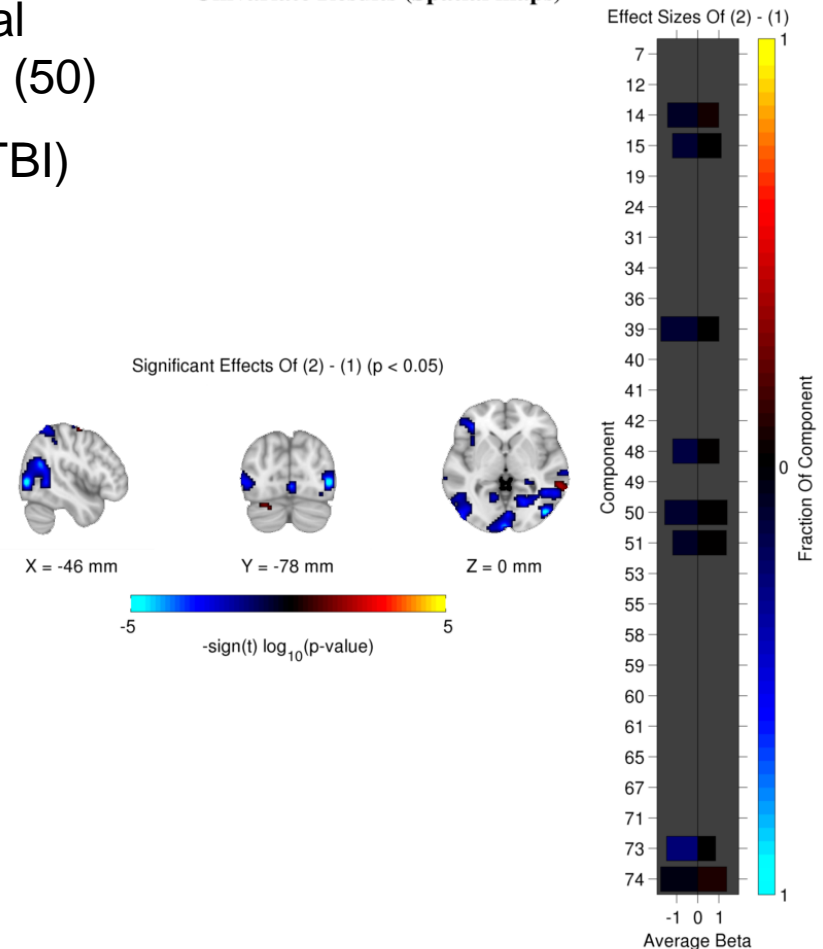 al
(50)
TBI)
Effect Sizes Of (2) - (1)
7
12
14
15
19
24
31
34
36
39
40
41
42
48
49
50
51
53
55
58
59
60
61
65
67
71
73
74
Component
-1 0 1
Average Beta
1
0
1
Fraction Of Component
Significant Effects Of (2) - (1) (p < 0.05)
X = -46 mm
Y = -78 mm
Z = 0 mm
-5
5
-sign(t) log10(p-value)